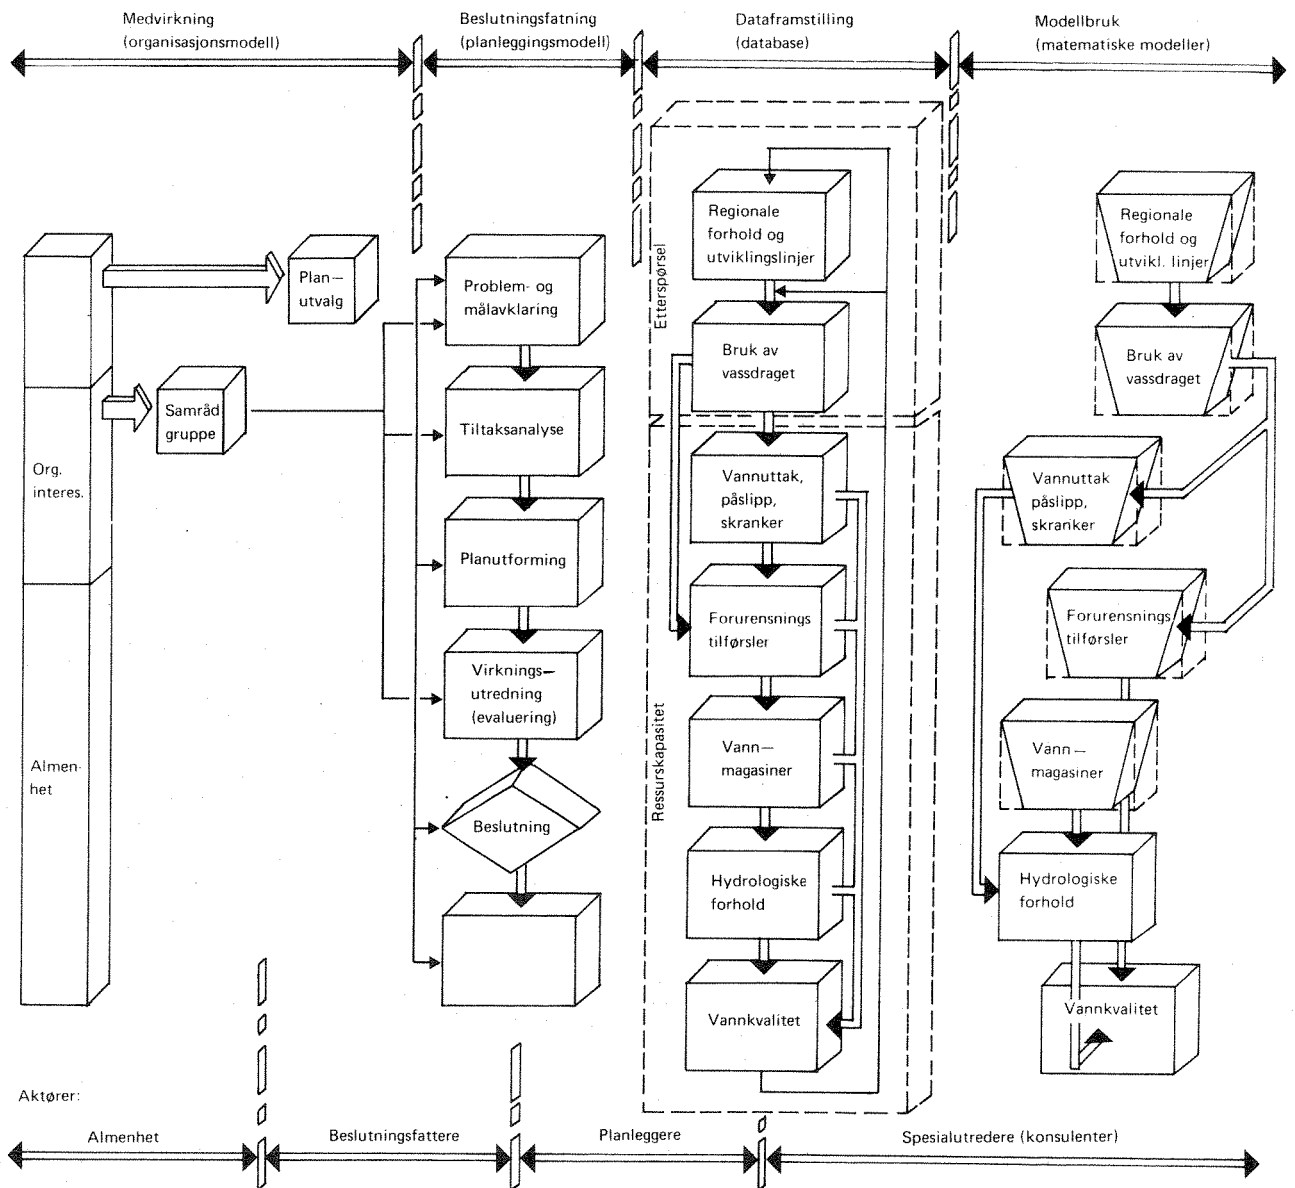 Medvirkning
(organisasjonsmodell)
Beslutningsfatning
(planleggingsmodell)
Dataframstilling
(database)
Modellbruk
(matematiske modeller)
Plan—
utvalg
Samråd
gruppe
Org.
interes.
Almen-
het
Problem- og
målavklaring
Tiltaksanalyse
Planutforming
Virknings—
utredning
(evaluering)
Beslutning
Etterspørsel
Ressurskapasitet
Regionale
forhold og
utviklingslinjer
Bruk av
vassdraget
Vannuttak,
påslipp,
skranker
Forurensnings
tilførsler
Vann—
magasiner
Hydrologiske
forhold
Vannkvalitet
Regionale
forhold og
utvikl. linjer
Bruk av
vassdraget
Vannuttak
påslipp,
skranker
Forurensnings
tilførsler
Vann—
magasiner
Hydrologiske
forhold
Vannkvalitet
Aktører:
Almenhet
Beslutningsfattere
Planleggere
Spesialutredere (konsulenter)